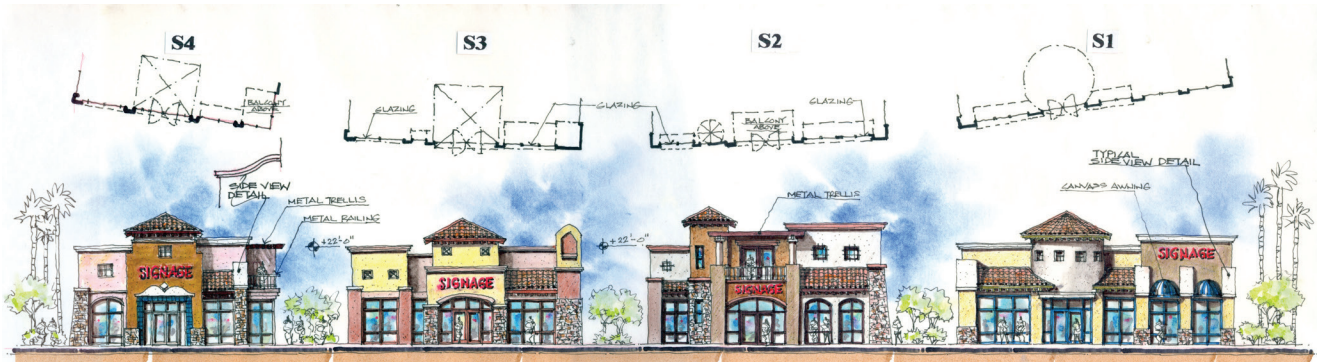 S4
S3
S2
S1
BALCONY
ABOVE
GLAZING
GLAZING
BALCONY
ABOVE
GLAZING
SIDE VIEW
DETAIL
METAL TRELLIS
METAL RAILING
+22'-0"
METAL TRELLIS
+22'-0"
TYPICAL
SIDE VIEW DETAIL
CANVASS AWNING
SIGNAGE
SIGNAGE
SIGNAGE
SIGNAGE